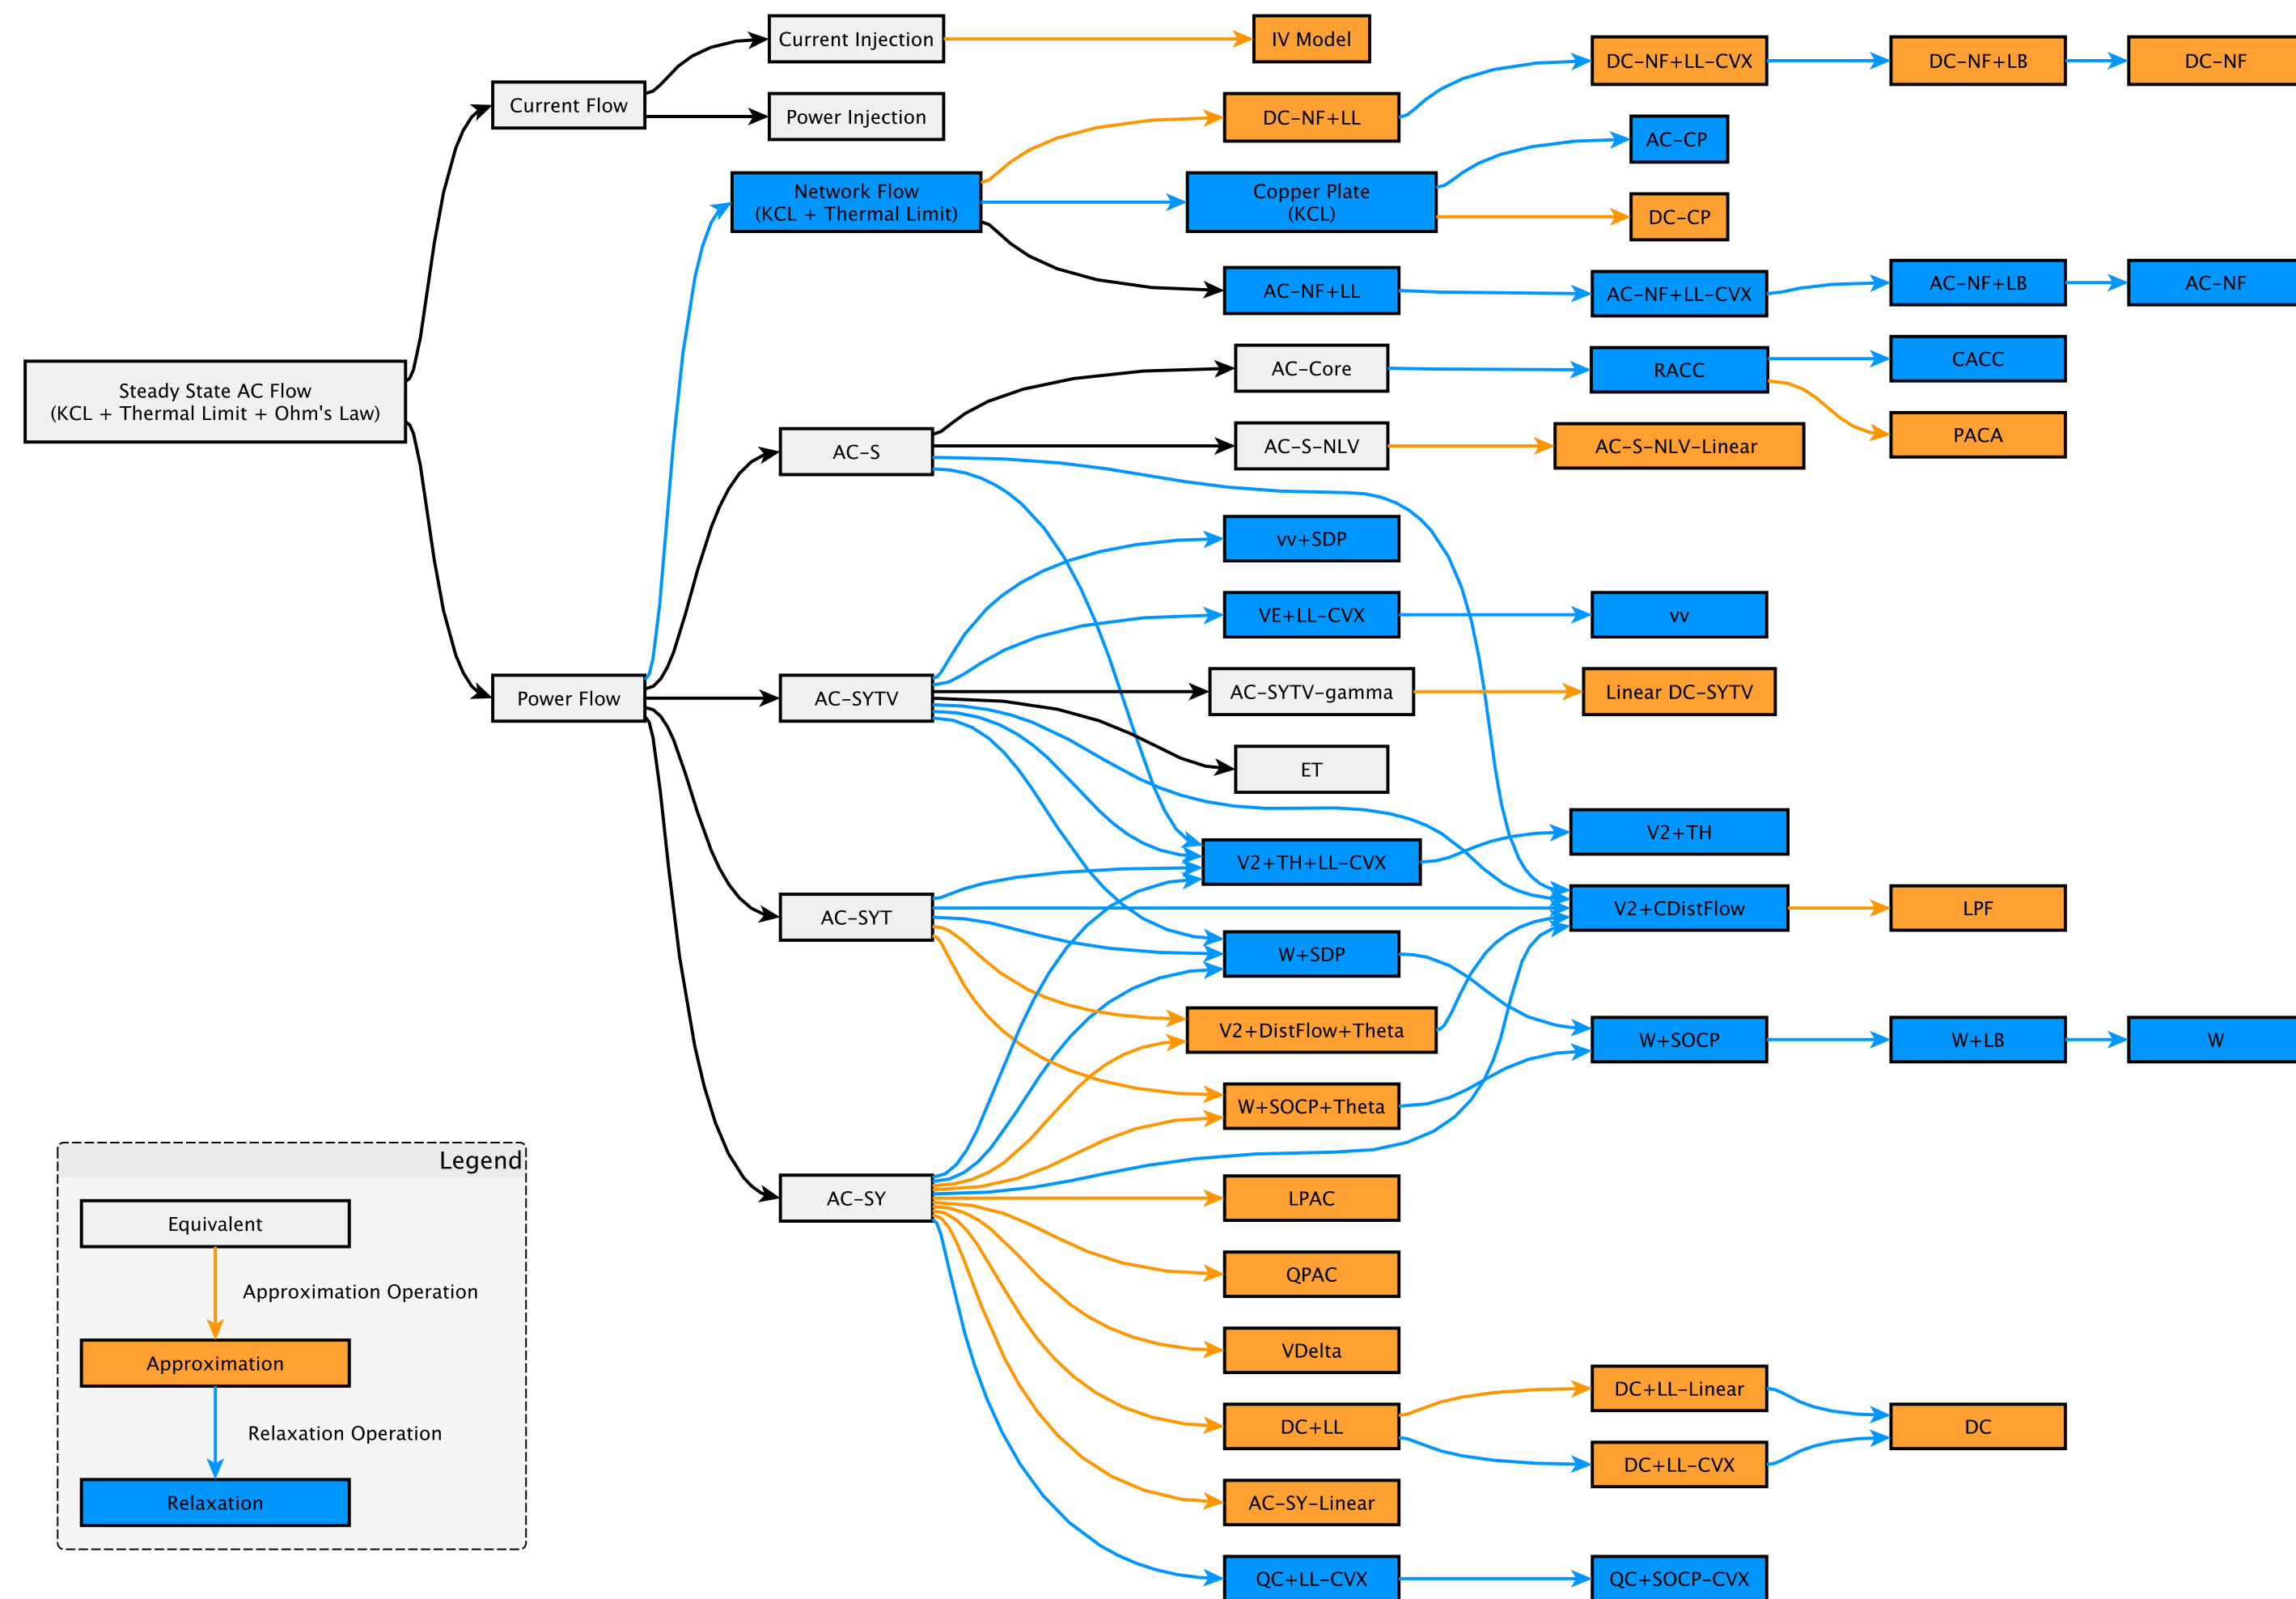 Current Injection
IV Model
DC-NF+LL-CVX
DC-NF+LB
DC-NF
Current Flow
Power Injection
DC-NF+LL
AC-CP
Network Flow
(KCL + Thermal Limit)
Copper Plate
(KCL)
DC-CP
AC-NF+LL
AC-NF+LL-CVX
AC-NF+LB
AC-NF
Steady State AC Flow
(KCL + Thermal Limit + Ohm's Law)
AC-Core
RACC
CACC
PACA
AC-S
AC-S-NLV
AC-S-NLV-Linear
vv+SDP
VE+LL-CVX
vv
Power Flow
AC-SYTV
AC-SYTV-gamma
Linear DC-SYTV
ET
V2+TH+LL-CVX
V2+TH
AC-SYT
V2+CDistFlow
LPF
W+SDP
V2+DistFlow+Theta
W+SOCP
W+LB
W
W+SOCP+Theta
AC-SY
LPAC
QPAC
VDelta
DC+LL
DC+LL-Linear
DC
DC+LL-CVX
AC-SY-Linear
QC+LL-CVX
QC+SOCP-CVX
Legend
Equivalent
Approximation Operation
Approximation
Relaxation Operation
Relaxation